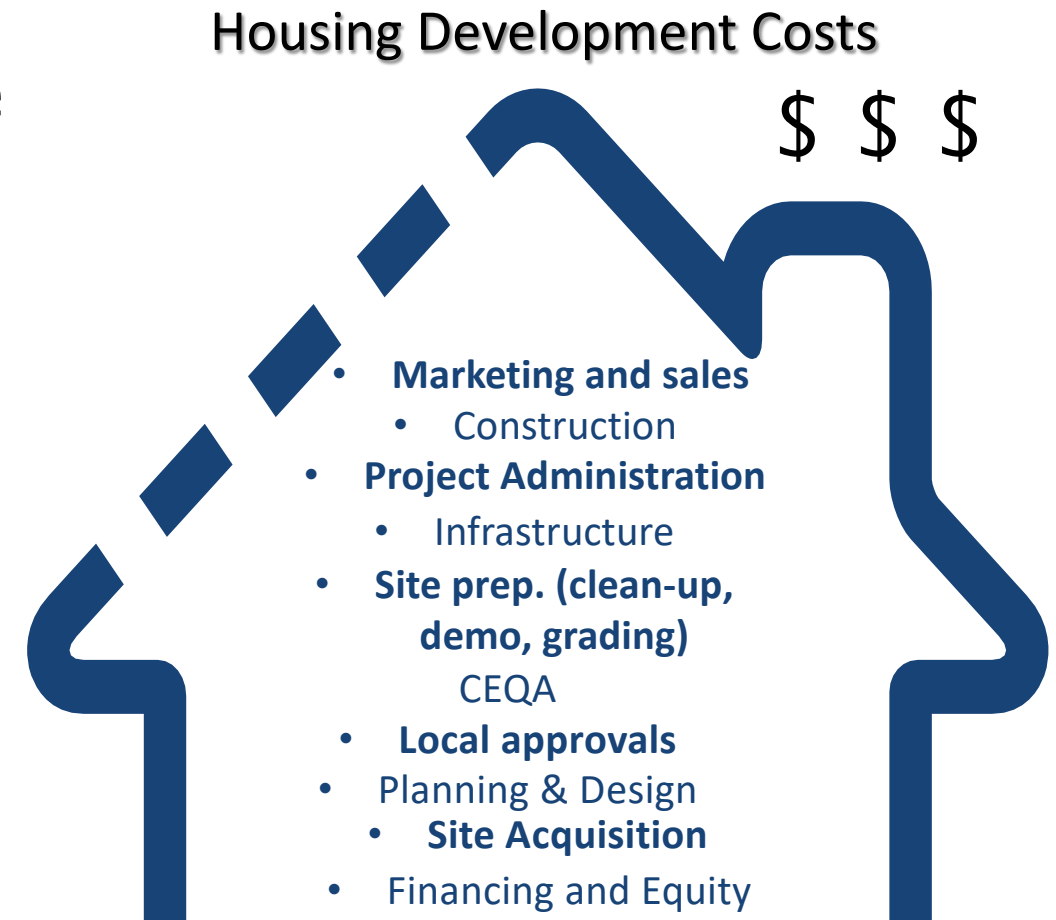 Housing Development Costs
$ $ $
• Marketing and sales
• Construction
• Project Administration
• Infrastructure
• Site prep. (clean-up,
demo, grading)
CEQA
• Local approvals
• Planning & Design
• Site Acquisition
• Financing and Equity